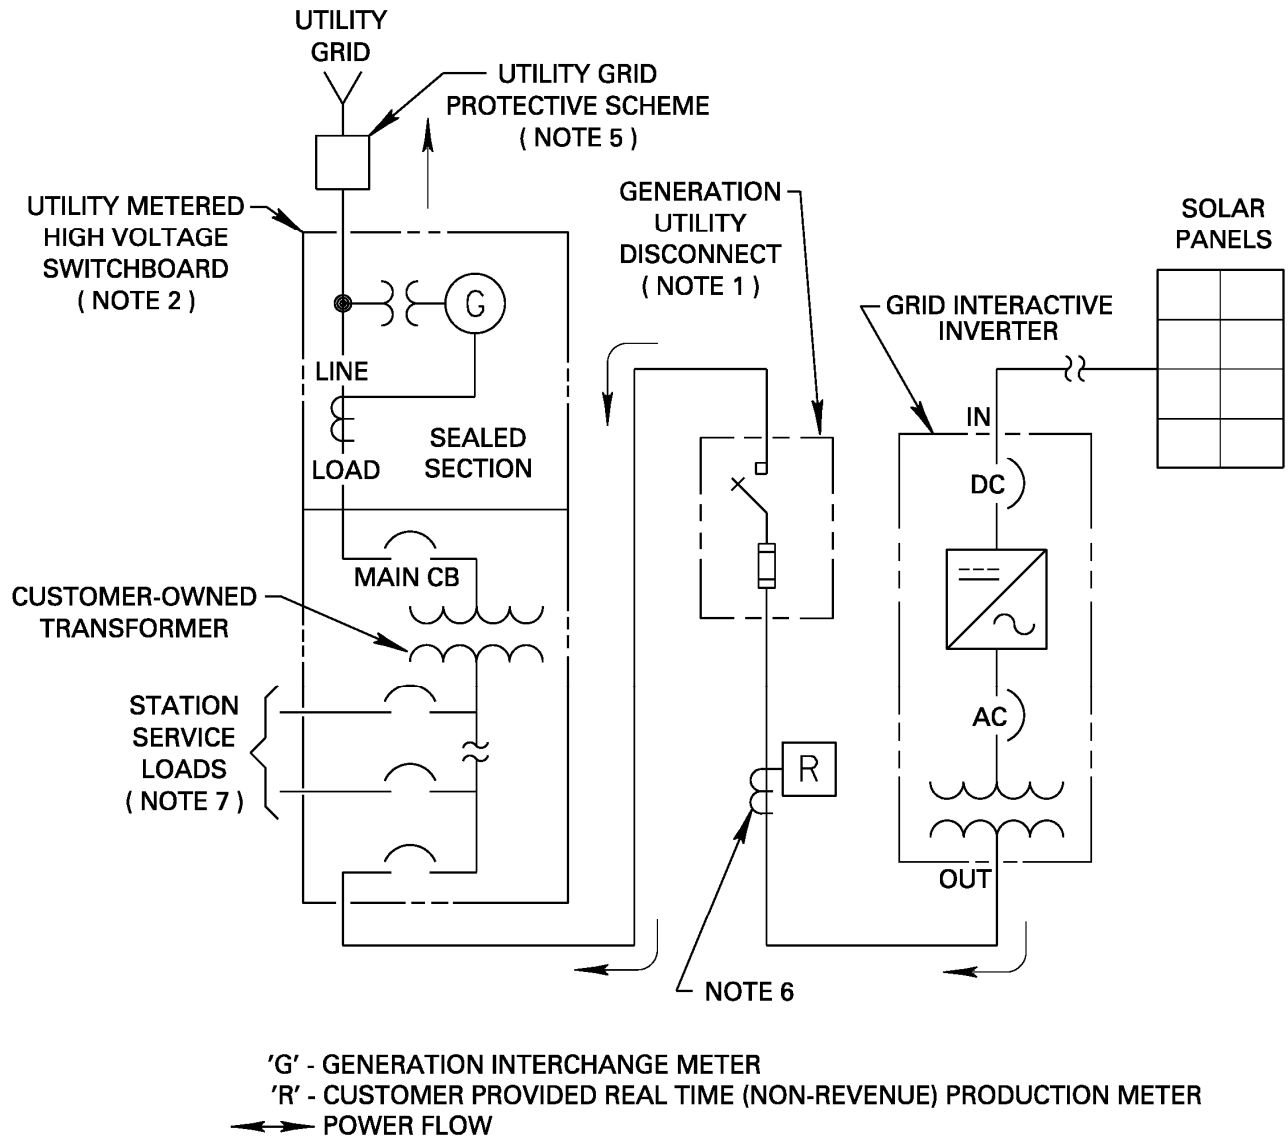 UTILITY
GRID
UTILITY GRID
PROTECTIVE SCHEME
( NOTE 5 )
UTILITY METERED
HIGH VOLTAGE
SWITCHBOARD
( NOTE 2 )
GENERATION
UTILITY
DISCONNECT
( NOTE 1 )
SOLAR
PANELS
GRID INTERACTIVE
INVERTER
G
LINE
LOAD
SEALED
SECTION
IN
DC
MAIN CB
CUSTOMER-OWNED
TRANSFORMER
STATION
SERVICE
LOADS
( NOTE 7 )
R
AC
OUT
NOTE 6
'G' - GENERATION INTERCHANGE METER
'R' - CUSTOMER PROVIDED REAL TIME (NON-REVENUE) PRODUCTION METER
POWER FLOW